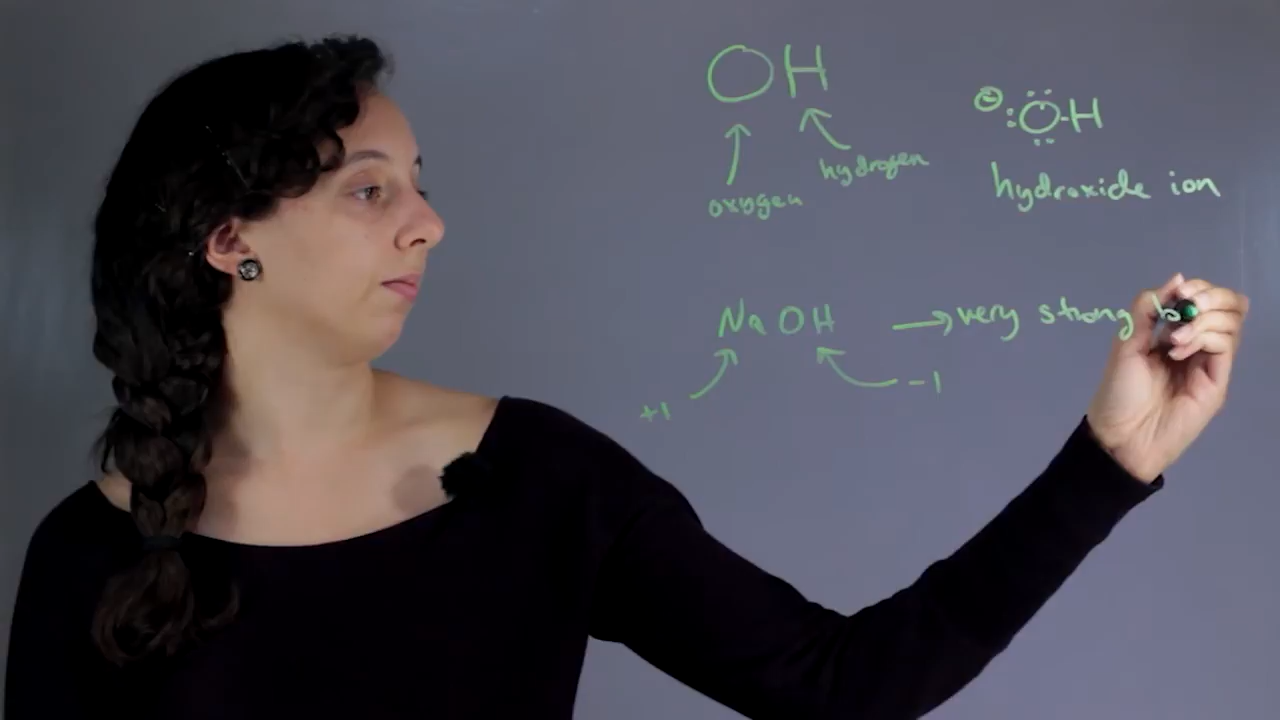 OH
⊖:Ö-H
hydrogen
oxygen
hydroxide ion
NaOH → very strong b
+1
-1